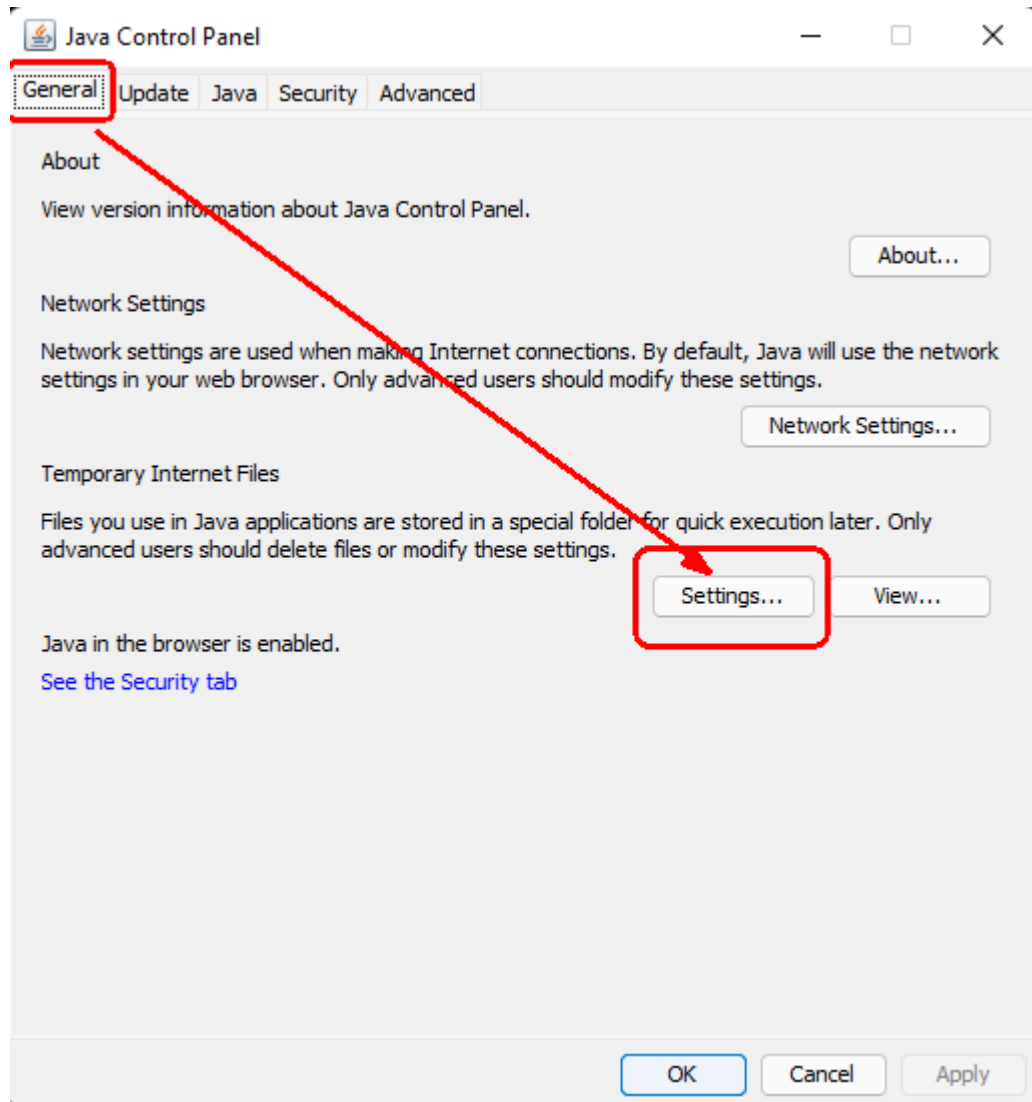 Java Control Panel
General Update Java Security Advanced
About
View version information about Java Control Panel.
About...
Network Settings
Network settings are used when making Internet connections. By default, Java will use the network
settings in your web browser. Only advanced users should modify these settings.
Network Settings...
Temporary Internet Files
Files you use in Java applications are stored in a special folder for quick execution later. Only
advanced users should delete files or modify these settings.
Settings... View...
Java in the browser is enabled.
See the Security tab
OK Cancel Apply